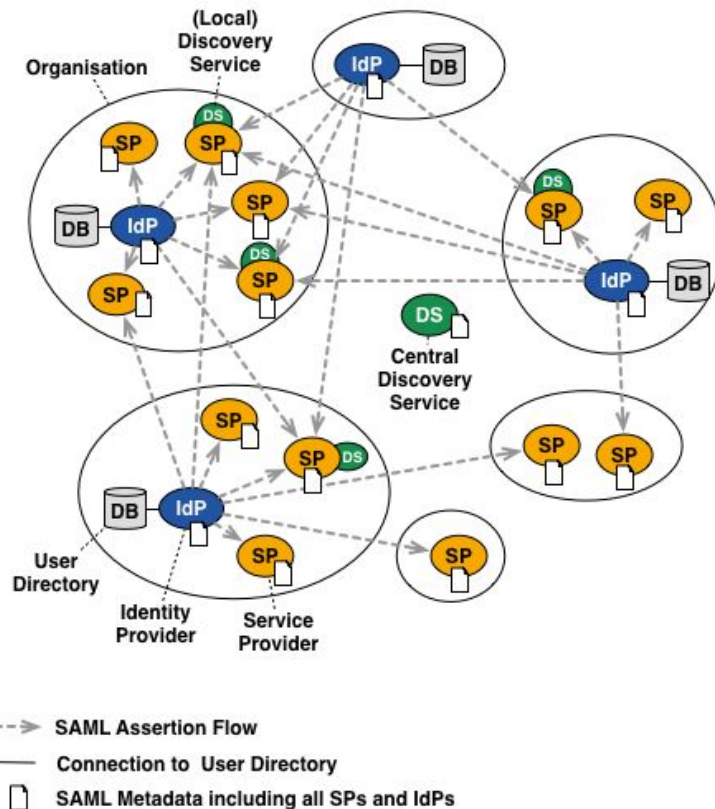 (Local)
Discovery
Service
Organisation
IdP
DB
DS
SP
SP
DS
SP
SP
SP
DB
IdP
DS
SP
IdP
DB
SP
DS
Central
Discovery
Service
SP
SP
DS
SP
SP
DB
IdP
SP
SP
User
Directory
Identity
Provider
Service
Provider
SAML Assertion Flow
Connection to User Directory
SAML Metadata including all SPs and IdPs